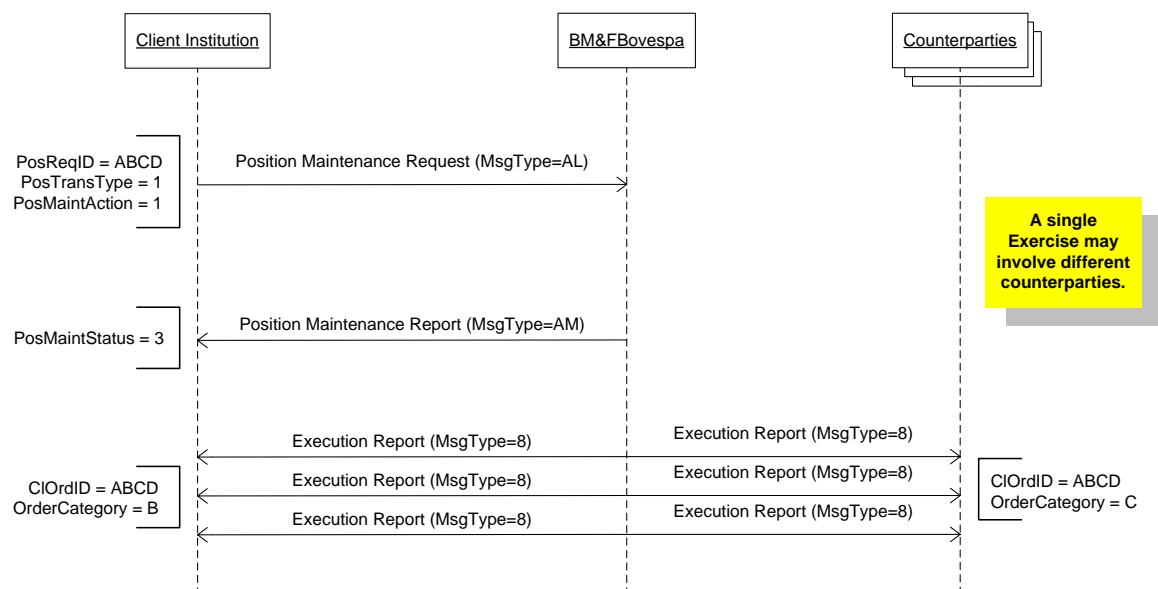 Client Institution
BM&FBovespa
Counterparties
PosReqID = ABCD
PosTransType = 1
PosMaintAction = 1
Position Maintenance Request (MsgType=AL)
A single
Exercise may
involve different
counterparties.
PosMaintStatus = 3
Position Maintenance Report (MsgType=AM)
Execution Report (MsgType=8)
Execution Report (MsgType=8)
ClOrdID = ABCD
OrderCategory = B
Execution Report (MsgType=8)
Execution Report (MsgType=8)
ClOrdID = ABCD
OrderCategory = C
Execution Report (MsgType=8)
Execution Report (MsgType=8)